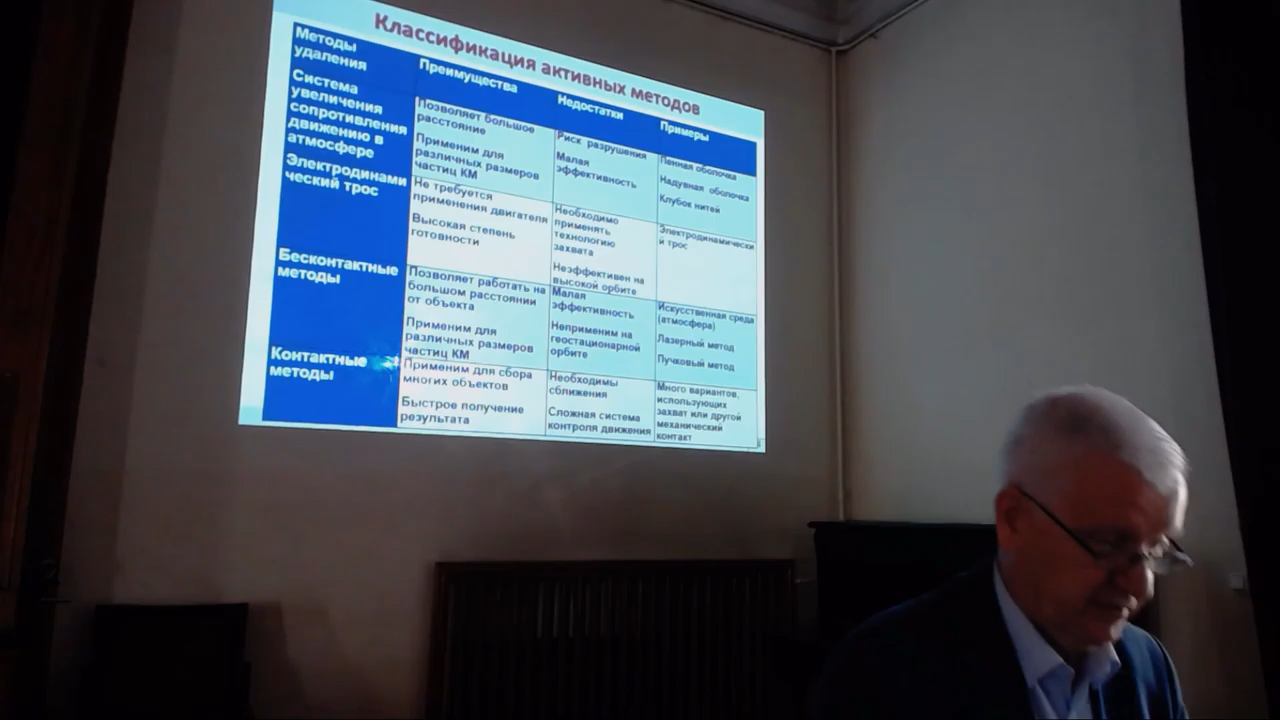 Классификация активных методов
Методы
удаления
Преимущества
Недостатки
Примеры
Система
увеличения
сопротивления
движению в
атмосфере
Позволяет большое
расстояние
Применим для
различных размеров
частиц КМ
Риск разрушения
Малая
эффективность
Пенная оболочка
Надувная оболочка
Клубок нитей
Электродинами
ческий трос
Не требуется
применения двигателя
Высокая степень
готовности
Необходимо
применять
технологию
захвата
Неэффективен на
высокой орбите
Электродинамически
й трос
Бесконтактные
методы
Позволяет работать на
большом расстоянии
от объекта
Применим для
различных размеров
частиц КМ
Малая
эффективность
Неприменим на
геостационарной
орбите
Искусственная среда
(атмосфера)
Лазерный метод
Пучковый метод
Контактные
методы
Применим для сбора
многих объектов
Быстрое получение
результата
Необходимы
сближения
Сложная система
контроля движения
Много вариантов,
использующих
захват или другой
механический
контакт